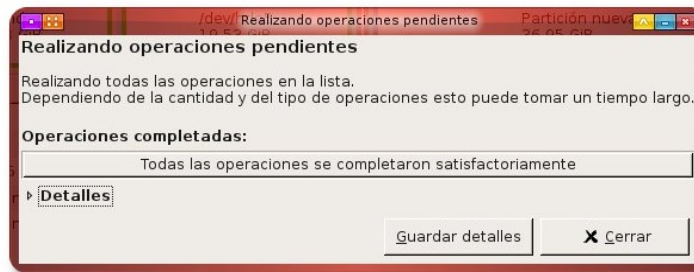 Realizando operaciones pendientes
Partición nueva
Realizando operaciones pendientes
Realizando todas las operaciones en la lista.
Dependiendo de la cantidad y del tipo de operaciones esto puede tomar un tiempo largo.
Operaciones completadas:
Todas las operaciones se completaron satisfactoriamente
Detalles
Guardar detalles
Cerrar